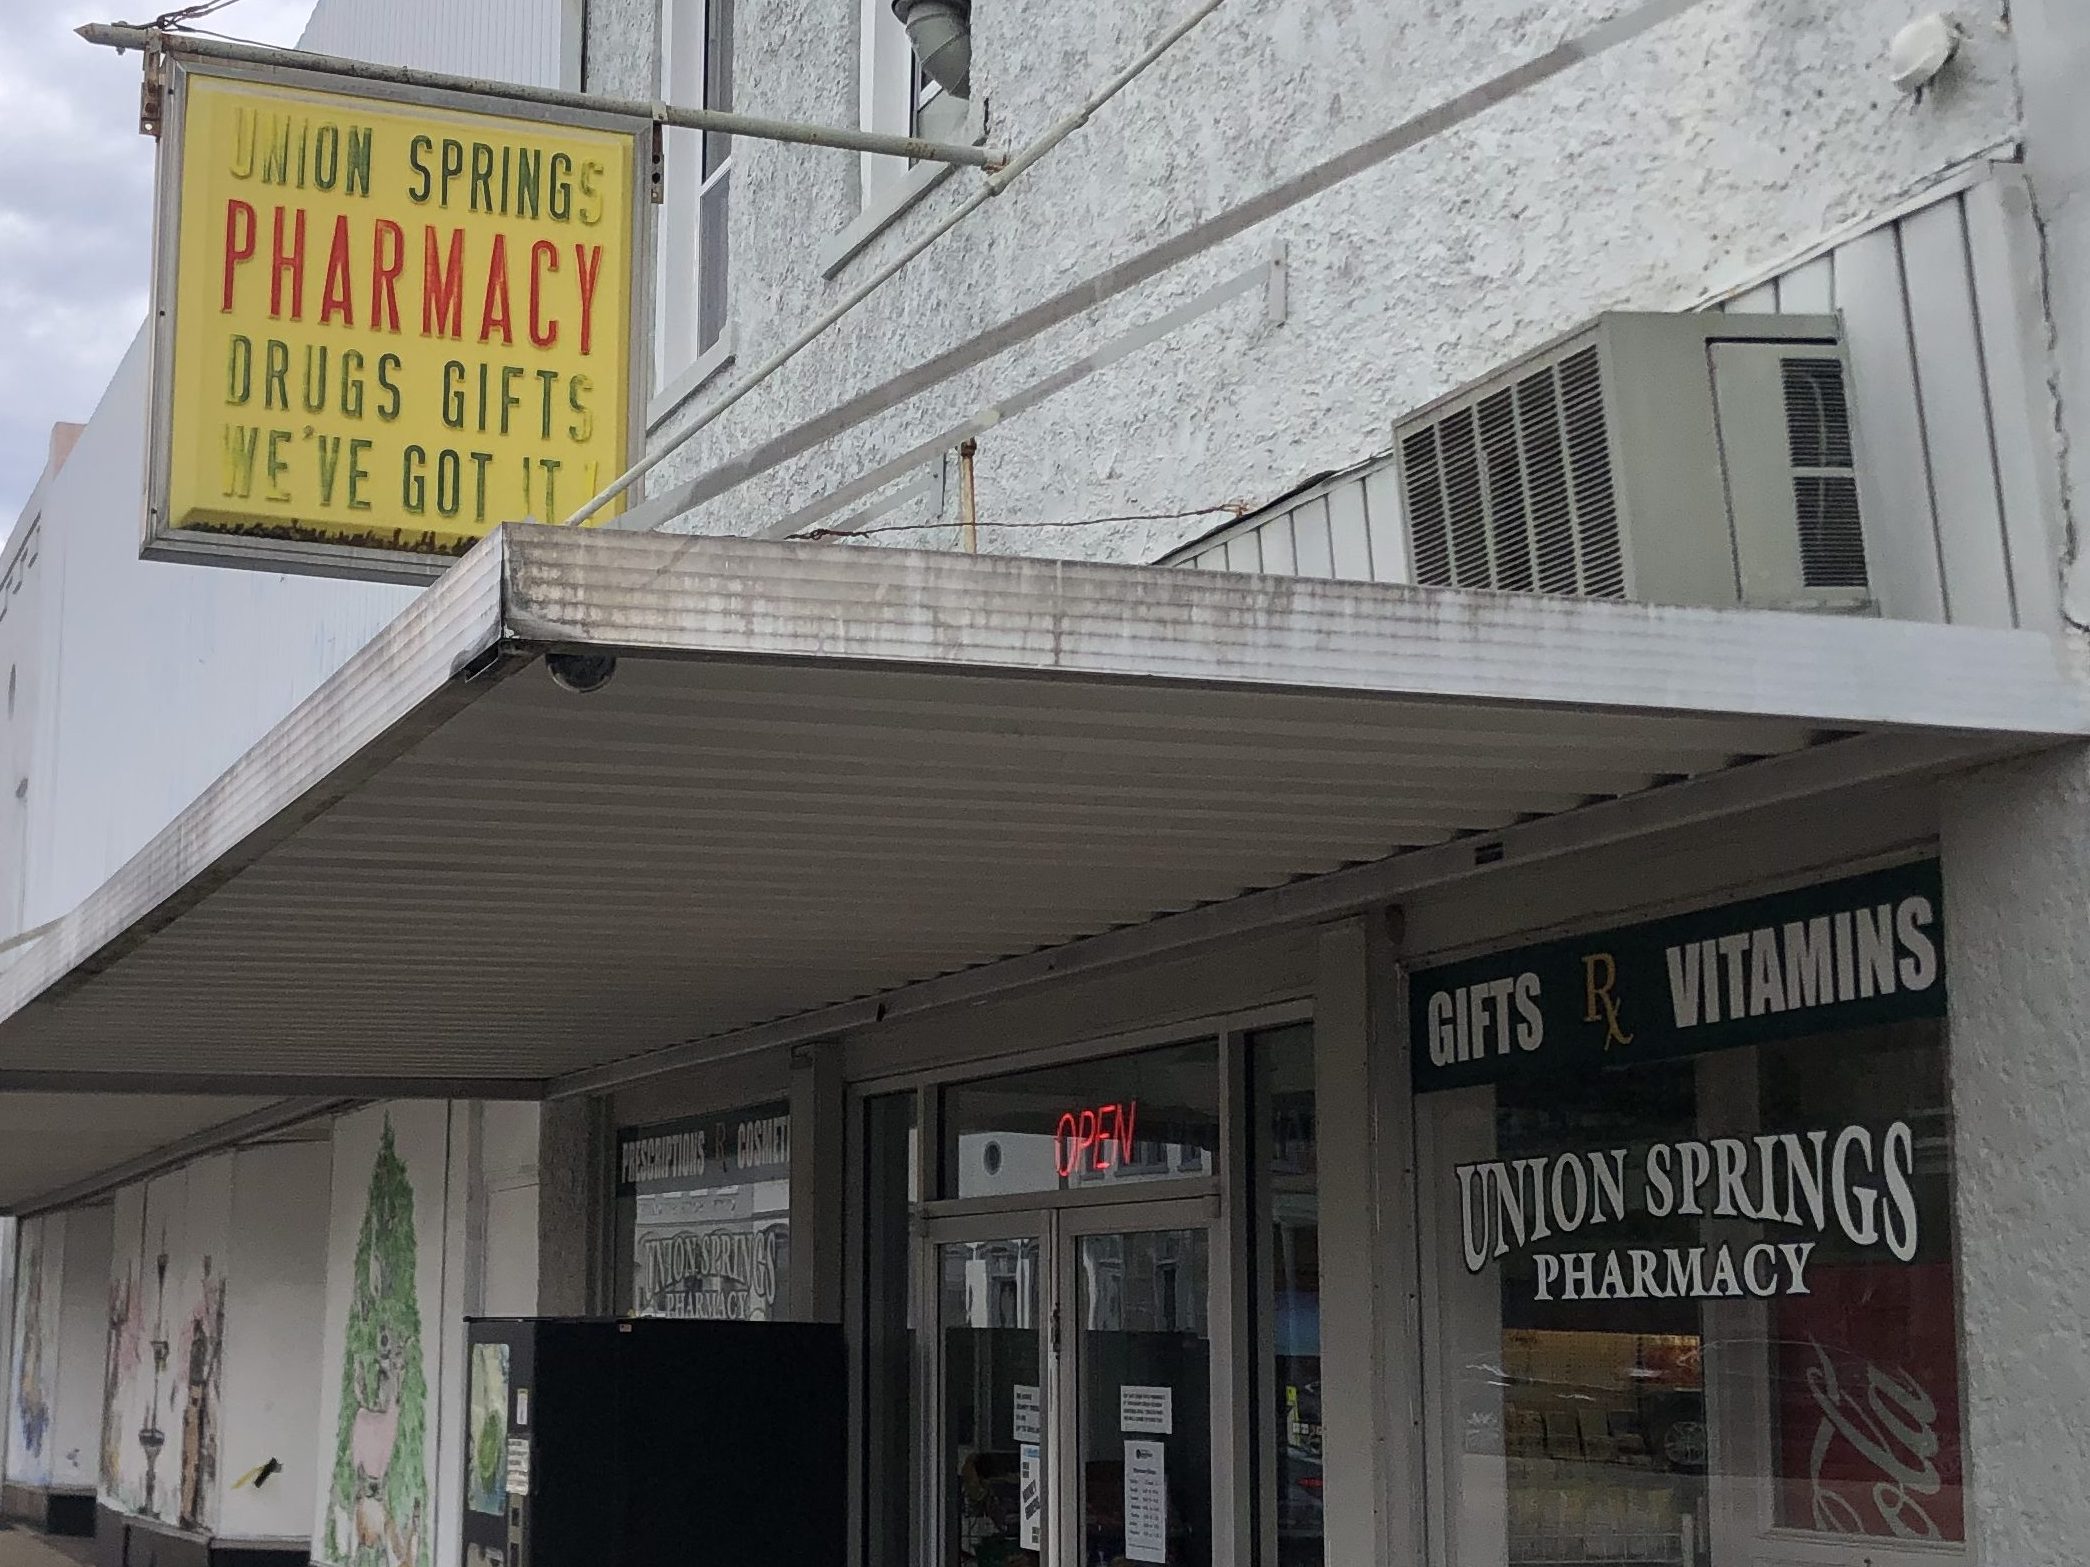 UNION SPRINGS
PHARMACY
DRUGS GIFTS
WE'VE GOT IT !
PRESCRIPTIONS Rx COSMETI
UNION SPRINGS
PHARMACY
OPEN
GIFTS Rx VITAMINS
UNION SPRINGS
PHARMACY